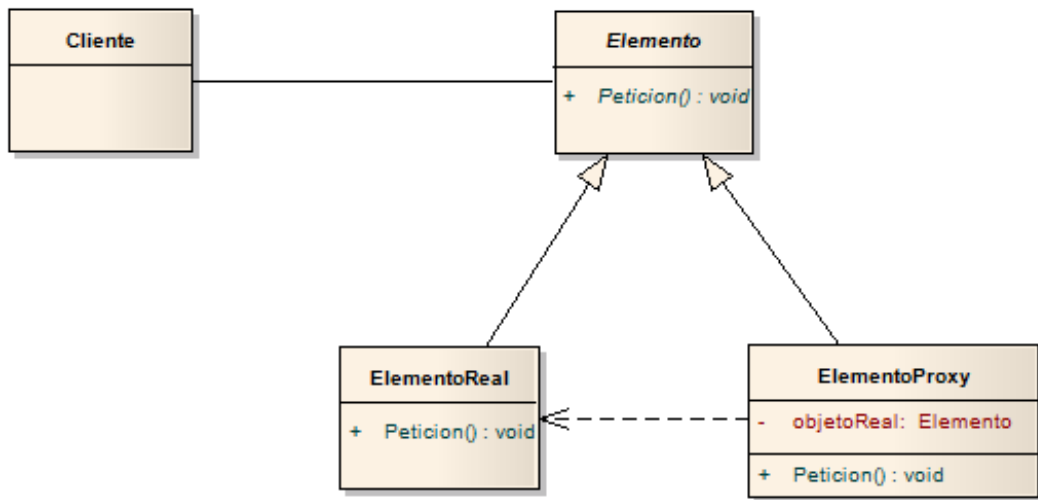 Cliente
Elemento
+ Peticion() : void
ElementoReal
+ Peticion() : void
ElementoProxy
- objetoReal: Elemento
+ Peticion() : void